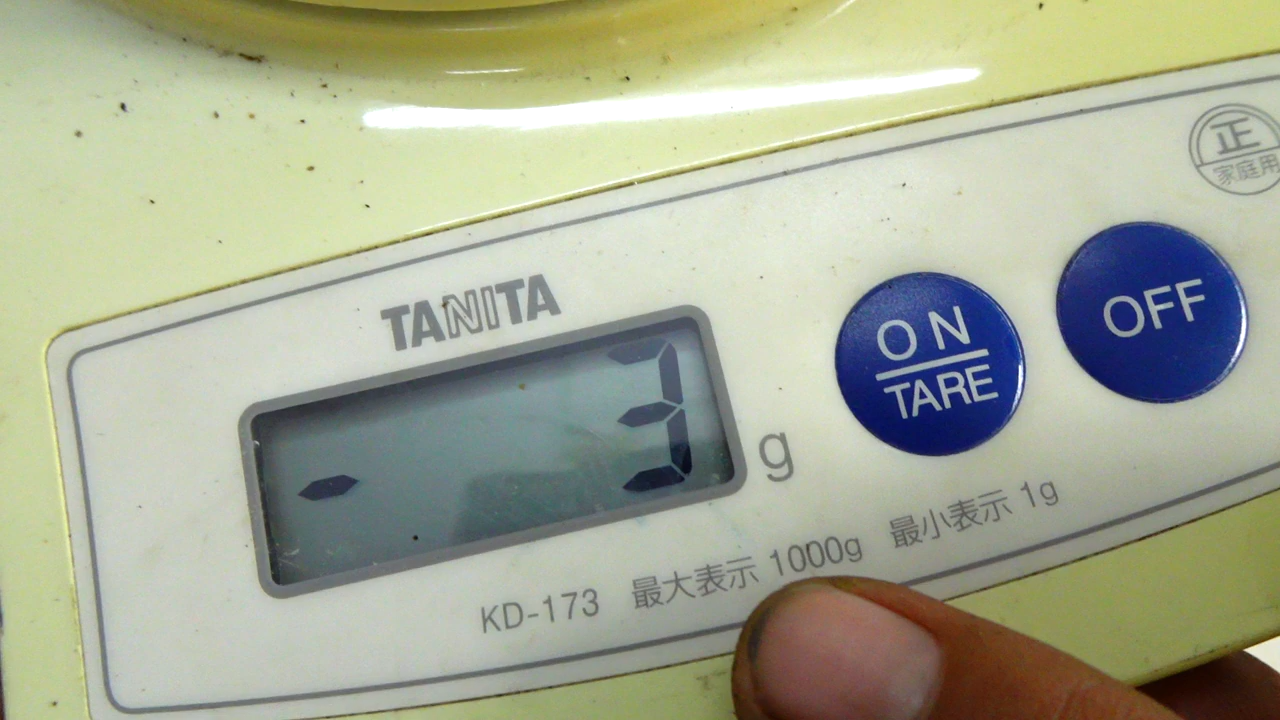 正
家庭用
TANITA
ON
TARE
OFF
- 3 g
KD-173 最大表示 1000g 最小表示 1g